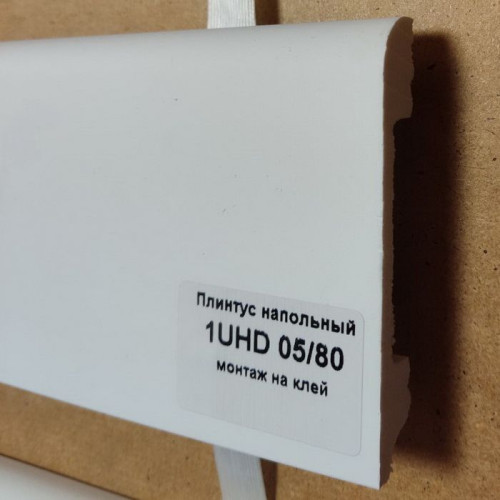 Плинтус напольный
1UHD 05/80
монтаж на клей